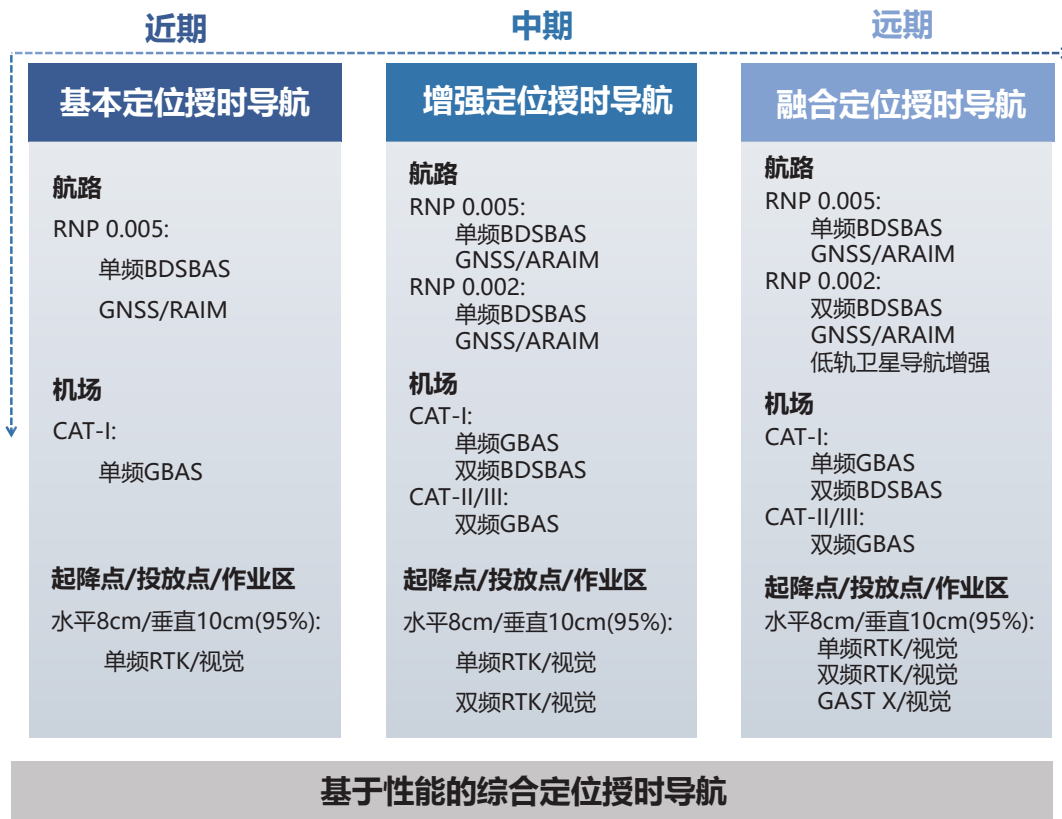 近期
中期
远期
基本定位授时导航
航路
RNP 0.005:
单频BDSBAS
GNSS/RAIM
机场
CAT-I:
单频GBAS
起降点/投放点/作业区
水平8cm/垂直10cm(95%):
单频RTK/视觉
增强定位授时导航
航路
RNP 0.005:
单频BDSBAS
GNSS/ARAIM
RNP 0.002:
单频BDSBAS
GNSS/ARAIM
机场
CAT-I:
单频GBAS
双频BDSBAS
CAT-II/III:
双频GBAS
起降点/投放点/作业区
水平8cm/垂直10cm(95%):
单频RTK/视觉
双频RTK/视觉
融合定位授时导航
航路
RNP 0.005:
单频BDSBAS
GNSS/ARAIM
RNP 0.002:
双频BDSBAS
GNSS/ARAIM
低轨卫星导航增强
机场
CAT-I:
单频GBAS
双频BDSBAS
CAT-II/III:
双频GBAS
起降点/投放点/作业区
水平8cm/垂直10cm(95%):
单频RTK/视觉
双频RTK/视觉
GAST X/视觉
基于性能的综合定位授时导航